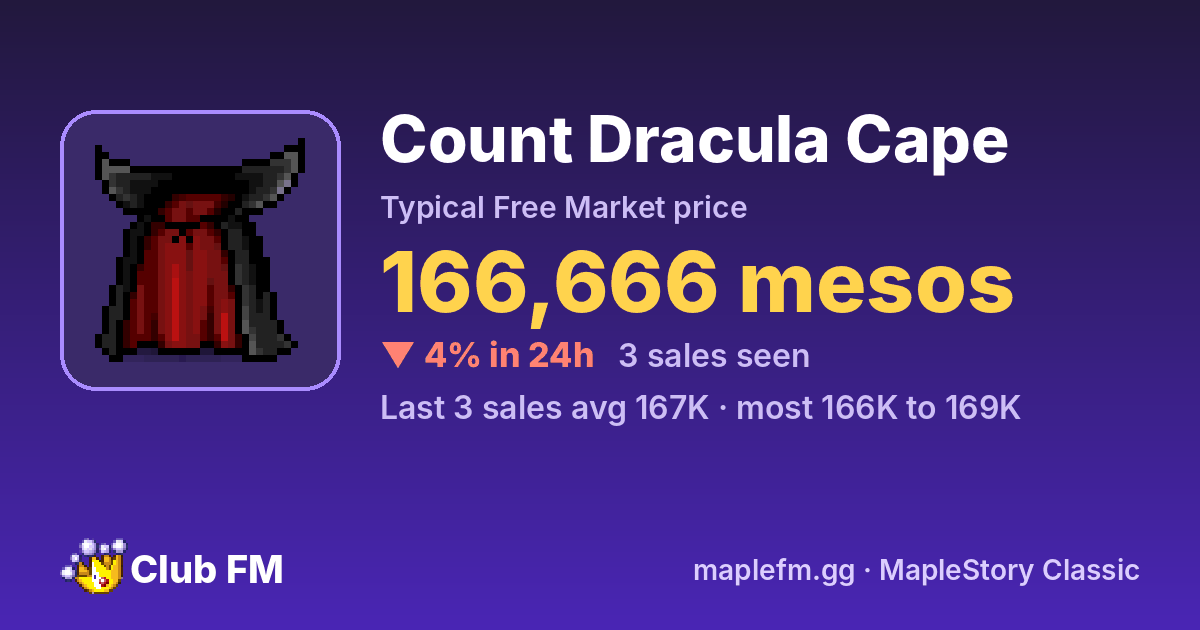 Count Dracula Cape
Typical Free Market price
166,666 mesos
▼ 4% in 24h 3 sales seen
Last 3 sales avg 167K · most 166K to 169K
Club FM
maplefm.gg · MapleStory Classic